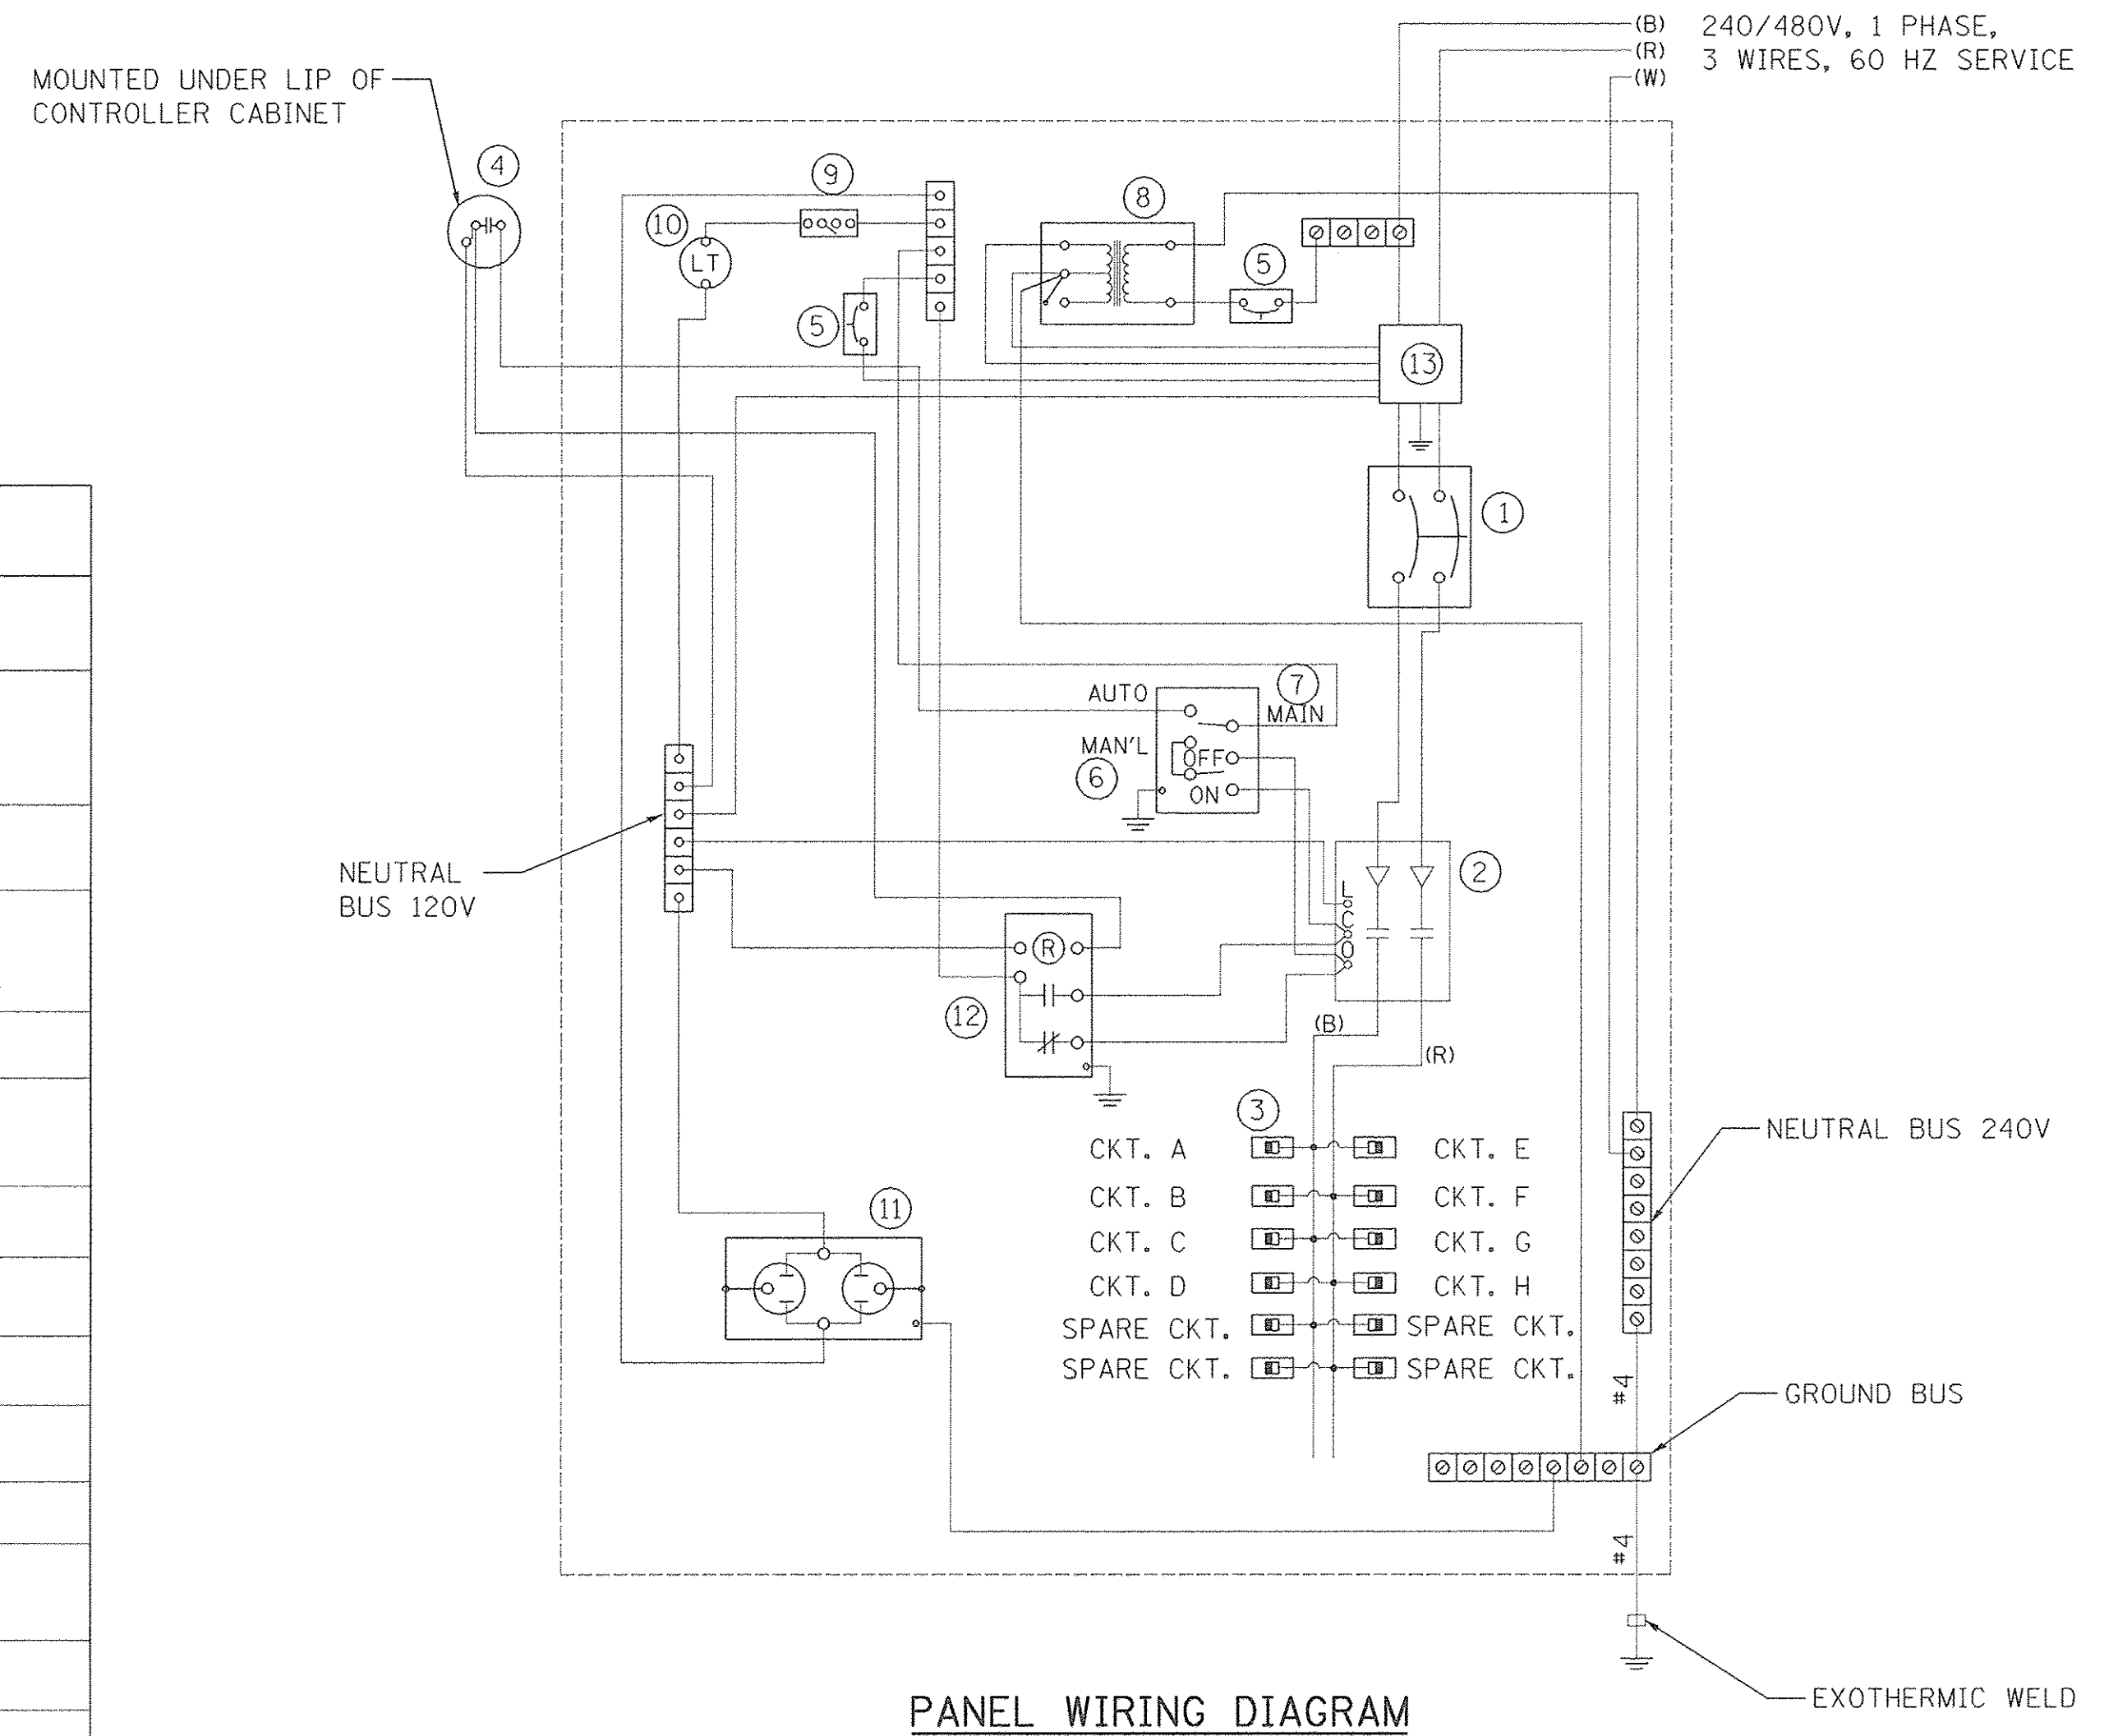 (B) 240/480V, 1 PHASE,
(R) 3 WIRES, 60 HZ SERVICE
(W)
MOUNTED UNDER LIP OF
CONTROLLER CABINET
4
9
10
LT
5
8
5
13
1
7
AUTO
MAIN
MAN'L
OFF
6
ON
2
L
C
O
NEUTRAL
BUS 120V
R
12
(B)
(R)
3
CKT. A
CKT. E
CKT. B
CKT. F
CKT. C
CKT. G
CKT. D
CKT. H
SPARE CKT.
SPARE CKT.
SPARE CKT.
SPARE CKT.
NEUTRAL BUS 240V
11
#4
GROUND BUS
#4
EXOTHERMIC WELD
PANEL WIRING DIAGRAM